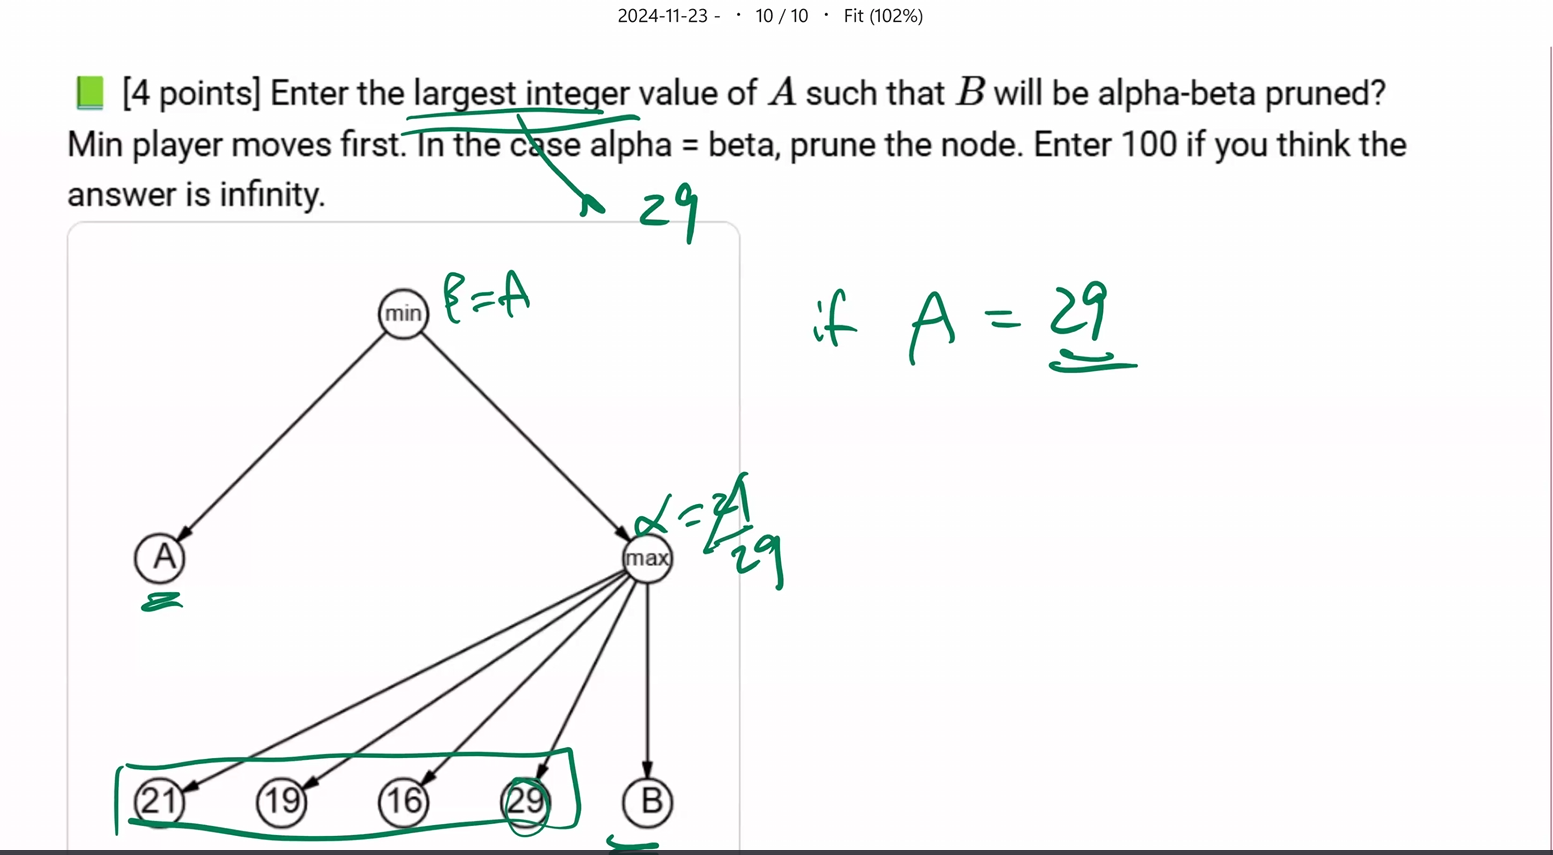 2024-11-23 - · 10 / 10 · Fit (102%)
[4 points] Enter the largest integer value of A such that B will be alpha-beta pruned?
Min player moves first. In the case alpha = beta, prune the node. Enter 100 if you think the
answer is infinity.
29
min β=A
if A = 29
α = 21
29
A
max
21 19 16 29 B